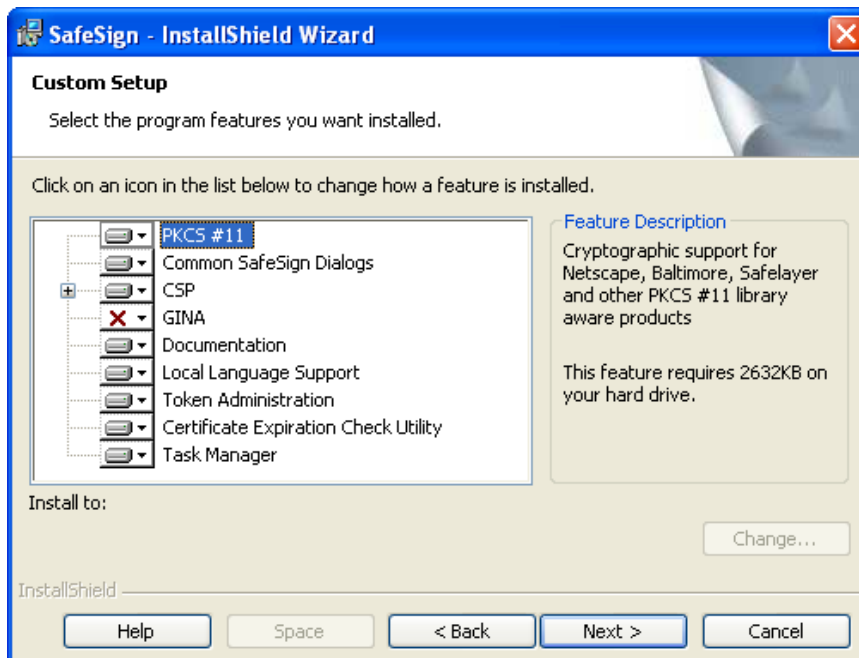 SafeSign - InstallShield Wizard
Custom Setup
Select the program features you want installed.
Click on an icon in the list below to change how a feature is installed.
PKCS #11
Common SafeSign Dialogs
CSP
GINA
Documentation
Local Language Support
Token Administration
Certificate Expiration Check Utility
Task Manager
Feature Description
Cryptographic support for
Netscape, Baltimore, Safelayer
and other PKCS #11 library
aware products
This feature requires 2632KB on
your hard drive.
Install to:
Change...
InstallShield
Help
Space
< Back
Next >
Cancel